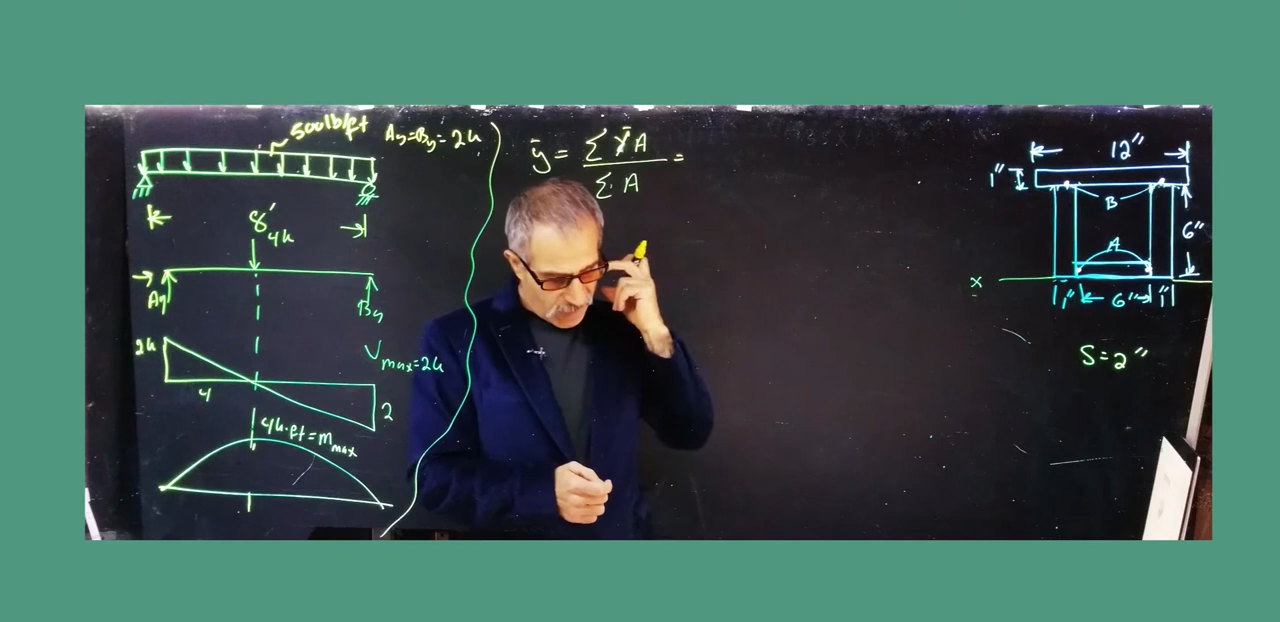 500lb/ft
Ay=By=2k
8'
4k
Ay
By
2k
4
Vmax=2k
2
4k·ft=Mmax
ȳ = Σ ȳA =
Σ A
12"
1"
B
6"
A
x
1" 6" 1"
S=2"